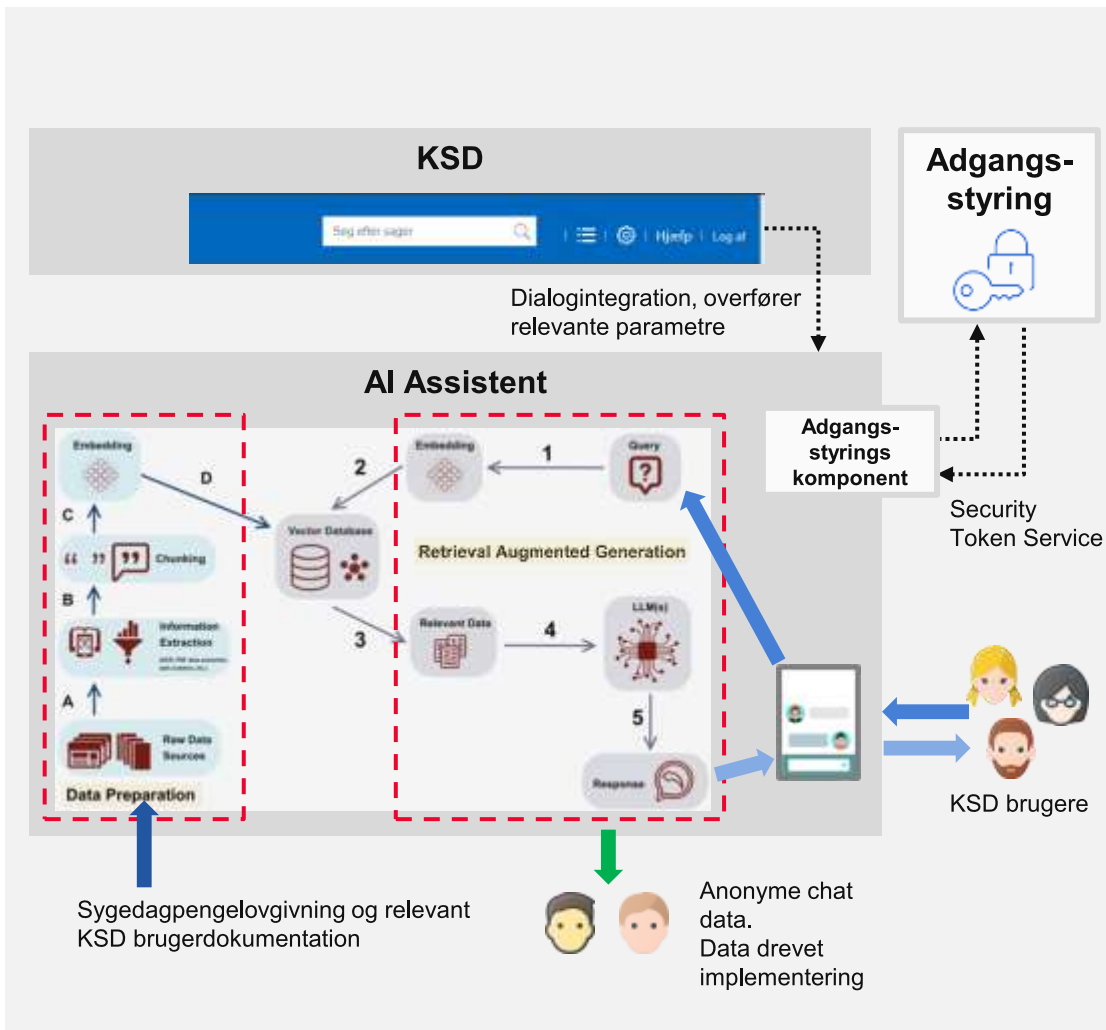 KSD
Adgangs-
styring
Søg efter sager
Hjælp
Log af
Dialogintegration, overfører
relevante parametre
AI Assistent
Adgangs-
styrings
komponent
Security
Token Service
Embedding
D
2
Embedding
1
Query
C
Vector Database
Chunking
Retrieval Augmented Generation
B
Information
Extraction
3
Relevant Data
4
LLM(s)
A
5
Raw Data
Sources
Response
Data Preparation
KSD brugere
Sygedagpengelovgivning og relevant
KSD brugerdokumentation
Anonyme chat
data.
Data drevet
implementering